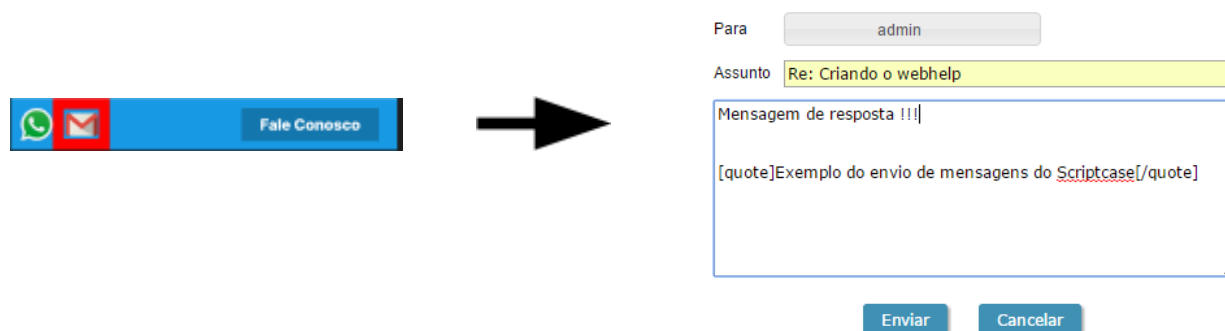 Fale Conosco
Para admin
Assunto Re: Criando o webhelp
Mensagem de resposta !!!
[quote]Exemplo do envio de mensagens do Scriptcase[/quote]
Enviar Cancelar